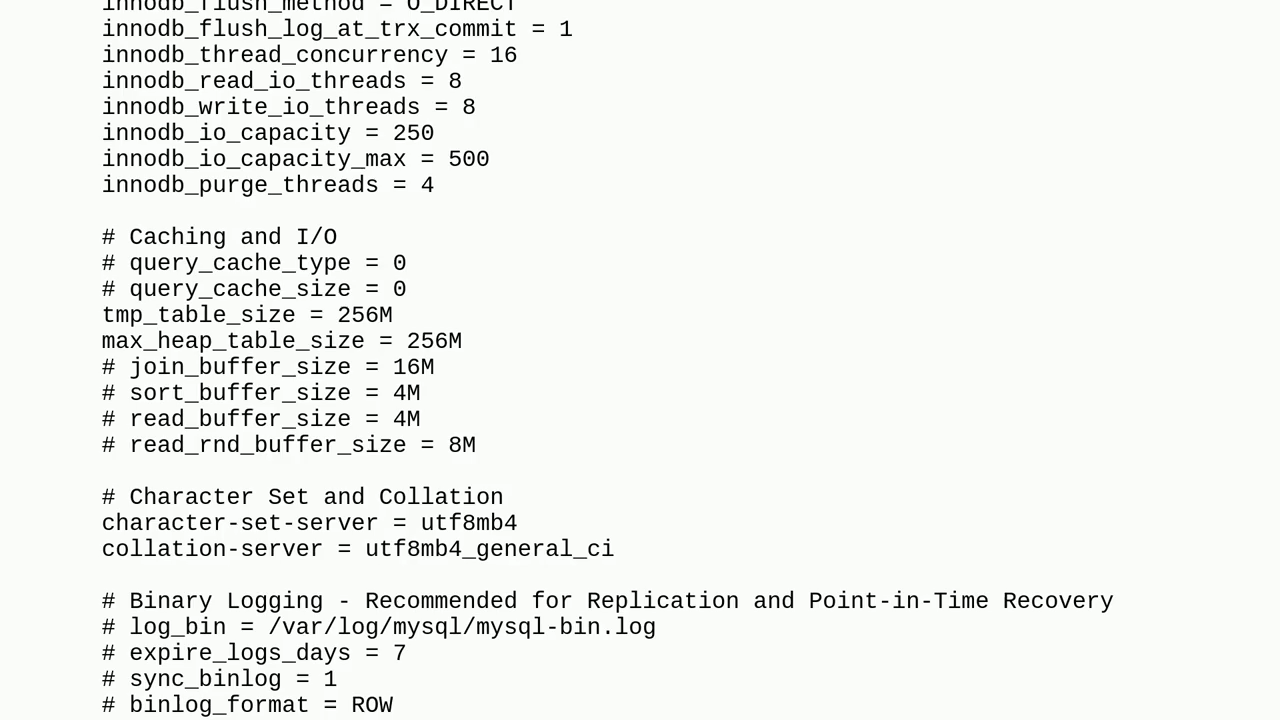 innodb_flush_method = O_DIRECT
innodb_flush_log_at_trx_commit = 1
innodb_thread_concurrency = 16
innodb_read_io_threads = 8
innodb_write_io_threads = 8
innodb_io_capacity = 250
innodb_io_capacity_max = 500
innodb_purge_threads = 4

# Caching and I/O
# query_cache_type = 0
# query_cache_size = 0
tmp_table_size = 256M
max_heap_table_size = 256M
# join_buffer_size = 16M
# sort_buffer_size = 4M
# read_buffer_size = 4M
# read_rnd_buffer_size = 8M

# Character Set and Collation
character-set-server = utf8mb4
collation-server = utf8mb4_general_ci

# Binary Logging - Recommended for Replication and Point-in-Time Recovery
# log_bin = /var/log/mysql/mysql-bin.log
# expire_logs_days = 7
# sync_binlog = 1
# binlog_format = ROW